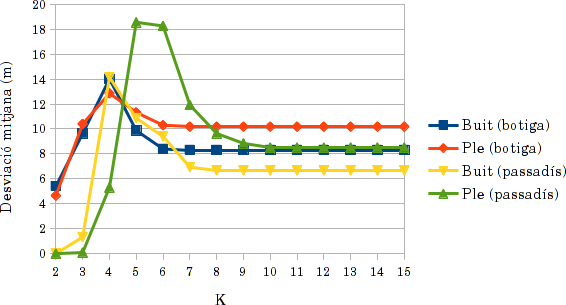 20
18
16
14
12
10
8
6
4
2
0
Desviació mitjana (m)
2 3 4 5 6 7 8 9 10 11 12 13 14 15
K
Buit (botiga)
Ple (botiga)
Buit (passadís)
Ple (passadís)